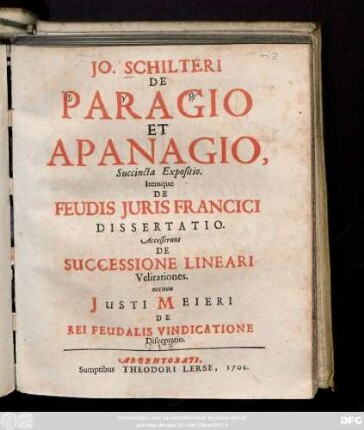 JO. SCHILTERI
DE
PARAGIO
ET
APANAGIO,
Succincta Expositio.
Itemque
DE
FEUDIS JURIS FRANCICI
DISSERTATIO.
Accesserunt
DE
SUCCESSIONE LINEARI
Velitationes.
necnon
JUSTI MEIERI
DE
REI FEUDALIS VINDICATIONE
Disceptatio.
ARGENTORATI,
Sumptibus THEODORI LERSE, 1701.
DFG